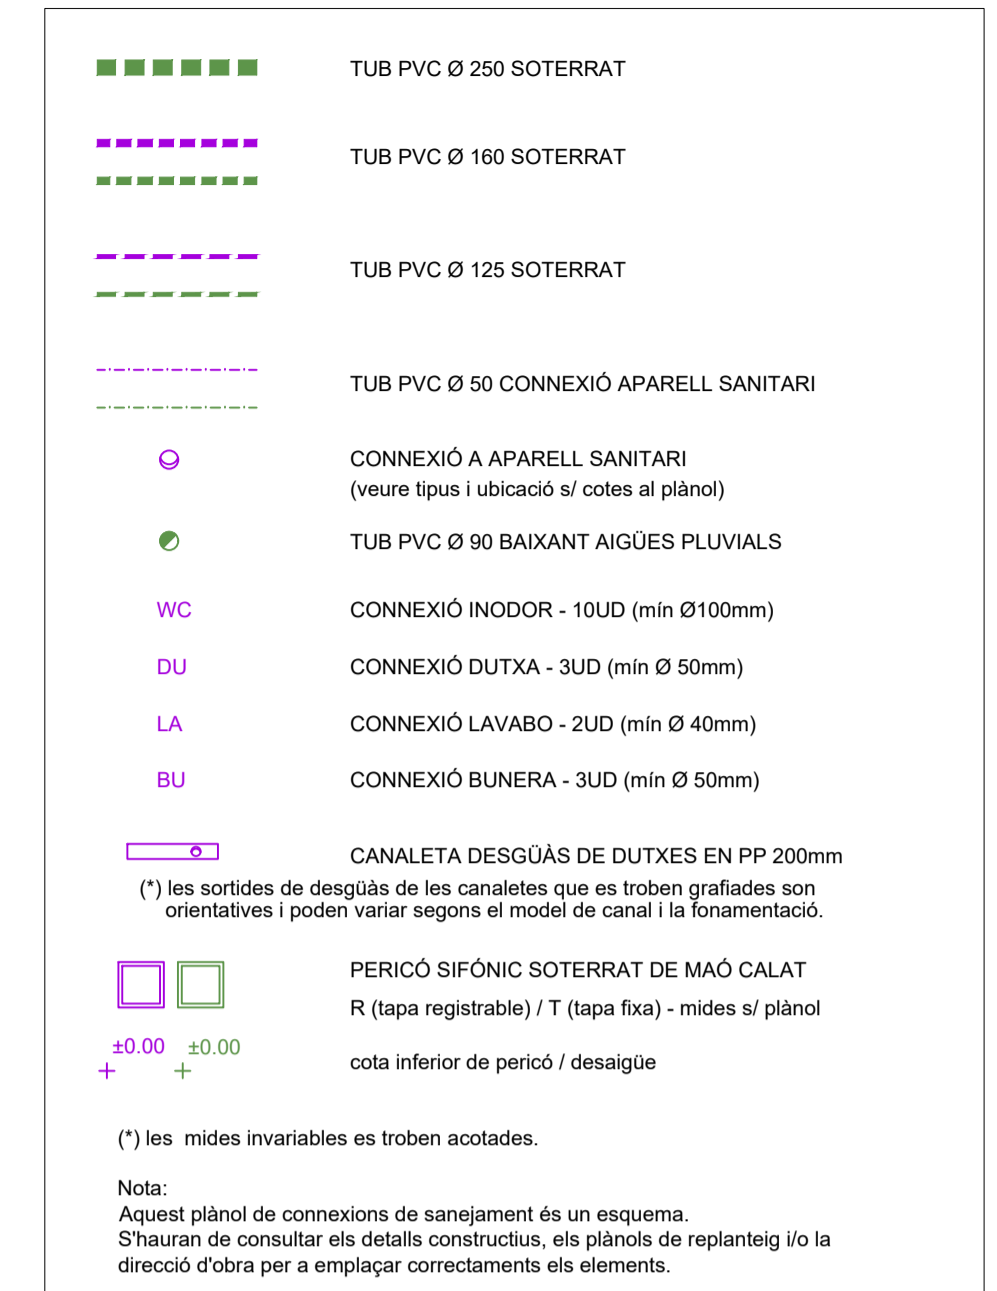 TUB PVC Ø 250 SOTERRAT
TUB PVC Ø 160 SOTERRAT
TUB PVC Ø 125 SOTERRAT
TUB PVC Ø 50 CONNEXIÓ APARELL SANITARI
CONNEXIÓ A APARELL SANITARI
(veure tipus i ubicació s/ cotes al plànol)
TUB PVC Ø 90 BAIXANT AIGÜES PLUVIALS
WC CONNEXIÓ INODOR - 10UD (mín Ø100mm)
DU CONNEXIÓ DUTXA - 3UD (mín Ø 50mm)
LA CONNEXIÓ LAVABO - 2UD (mín Ø 40mm)
BU CONNEXIÓ BUNERA - 3UD (mín Ø 50mm)
CANALETA DESGÜÀS DE DUTXES EN PP 200mm
(*) les sortides de desgüàs de les canaletes que es troben grafiades son
orientatives i poden variar segons el model de canal i la fonamentació.
PERICÓ SIFÓNIC SOTERRAT DE MAÓ CALAT
R (tapa registrable) / T (tapa fixa) - mides s/ plànol
±0.00 ±0.00
cota inferior de pericó / desaigüe
(*) les  mides invariables es troben acotades.
Nota:
Aquest plànol de connexions de sanejament és un esquema.
S'hauran de consultar els detalls constructius, els plànols de replanteig i/o la
direcció d'obra per a emplaçar correctaments els elements.